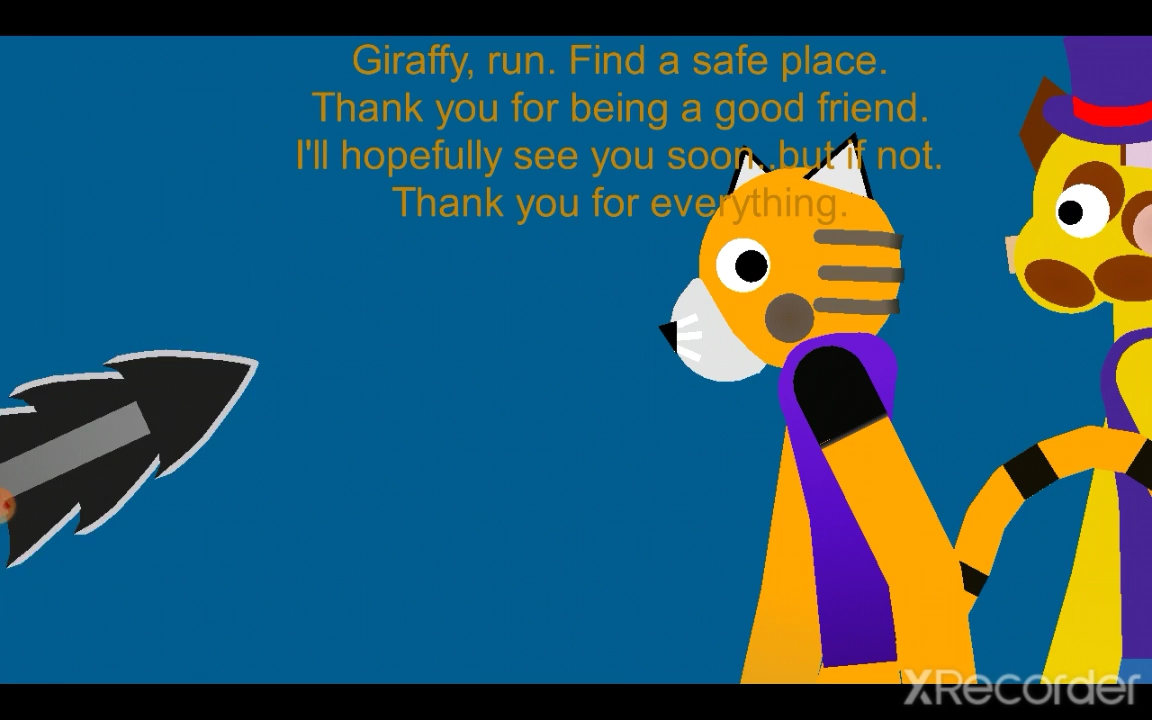 Giraffy, run. Find a safe place.
Thank you for being a good friend.
I'll hopefully see you soon...but if not.
Thank you for everything.
XRecorder